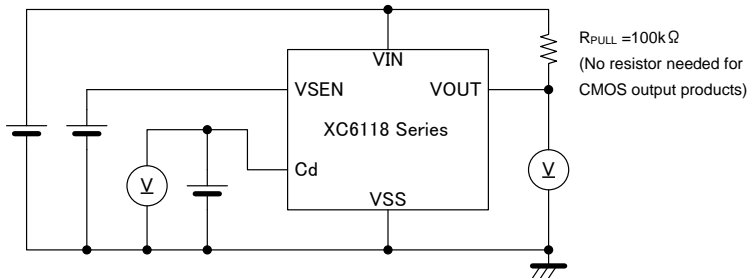 RPULL =100kΩ
(No resistor needed for
CMOS output products)
VIN
VSEN
VOUT
XC6118 Series
Cd
VSS
V
V